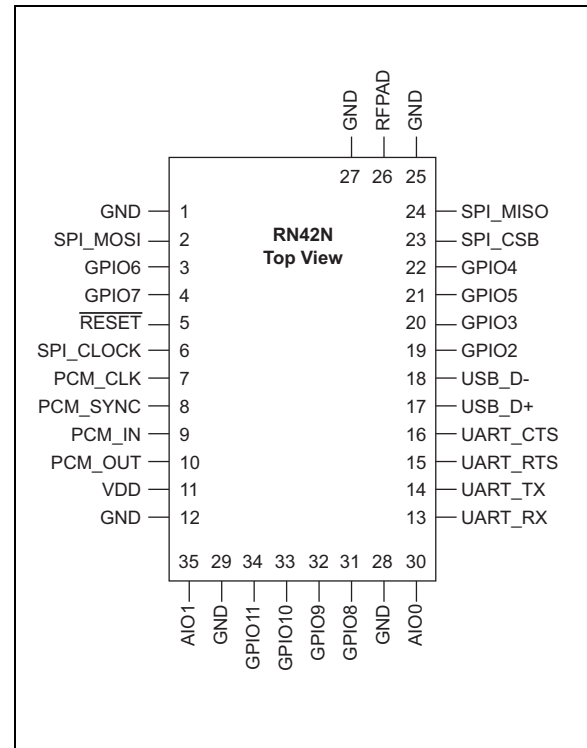 GND RFPAD GND
27 26 25
GND 1 24 SPI_MISO
RN42N
Top View
SPI_MOSI 2 23 SPI_CSB
GPIO6 3 22 GPIO4
GPIO7 4 21 GPIO5
RESET 5 20 GPIO3
SPI_CLOCK 6 19 GPIO2
PCM_CLK 7 18 USB_D-
PCM_SYNC 8 17 USB_D+
PCM_IN 9 16 UART_CTS
PCM_OUT 10 15 UART_RTS
VDD 11 14 UART_TX
GND 12 13 UART_RX
35 29 34 33 32 31 28 30
AIO1 GND GPIO11 GPIO10 GPIO9 GPIO8 GND AIO0